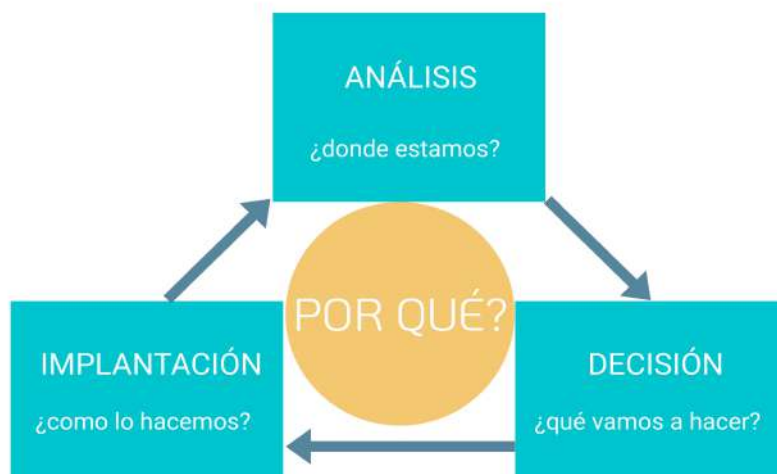 ANÁLISIS
¿donde estamos?
POR QUÉ?
IMPLANTACIÓN
¿como lo hacemos?
DECISIÓN
¿qué vamos a hacer?